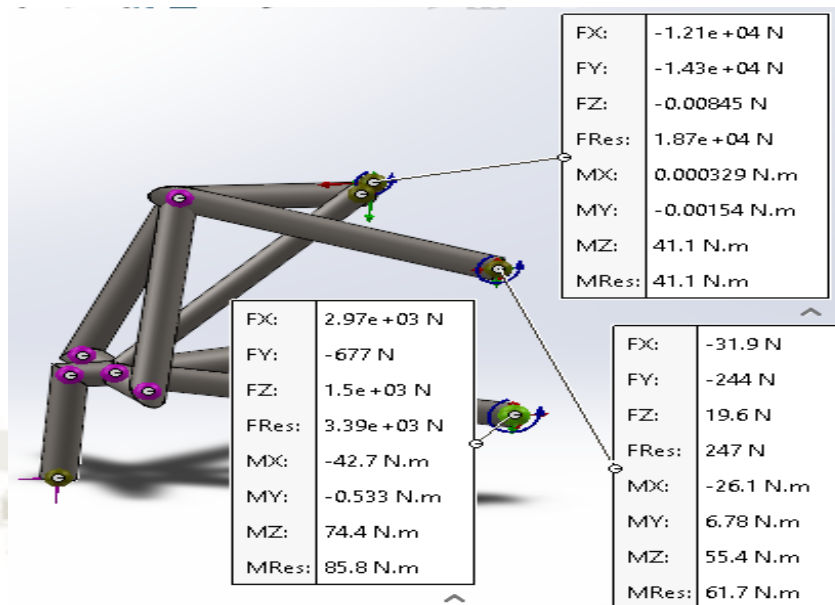 FX: -1.21e+04 N
FY: -1.43e+04 N
FZ: -0.00845 N
FRes: 1.87e+04 N
MX: 0.000329 N.m
MY: -0.00154 N.m
MZ: 41.1 N.m
MRes: 41.1 N.m
FX: 2.97e+03 N
FY: -677 N
FZ: 1.5e+03 N
FRes: 3.39e+03 N
MX: -42.7 N.m
MY: -0.533 N.m
MZ: 74.4 N.m
MRes: 85.8 N.m
FX: -31.9 N
FY: -244 N
FZ: 19.6 N
FRes: 247 N
MX: -26.1 N.m
MY: 6.78 N.m
MZ: 55.4 N.m
MRes: 61.7 N.m